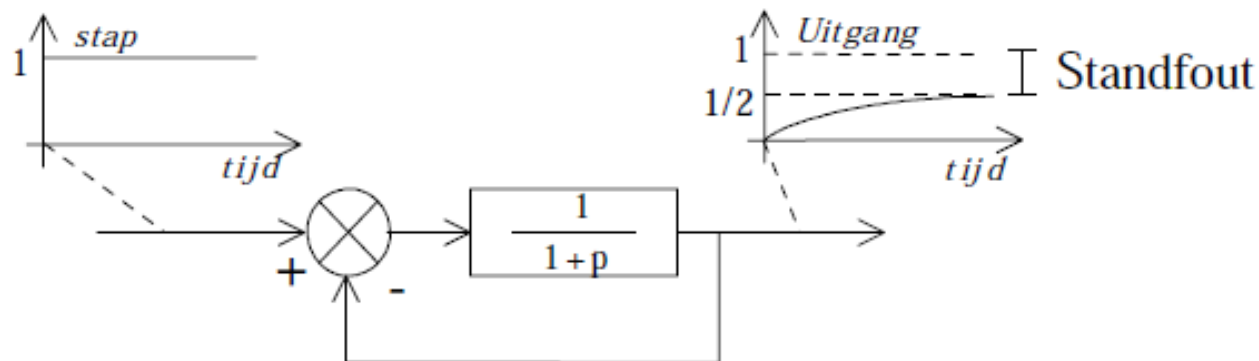 stap
1
tijd
Uitgang
1
1/2
Standfout
tijd
+
-
1
1+p